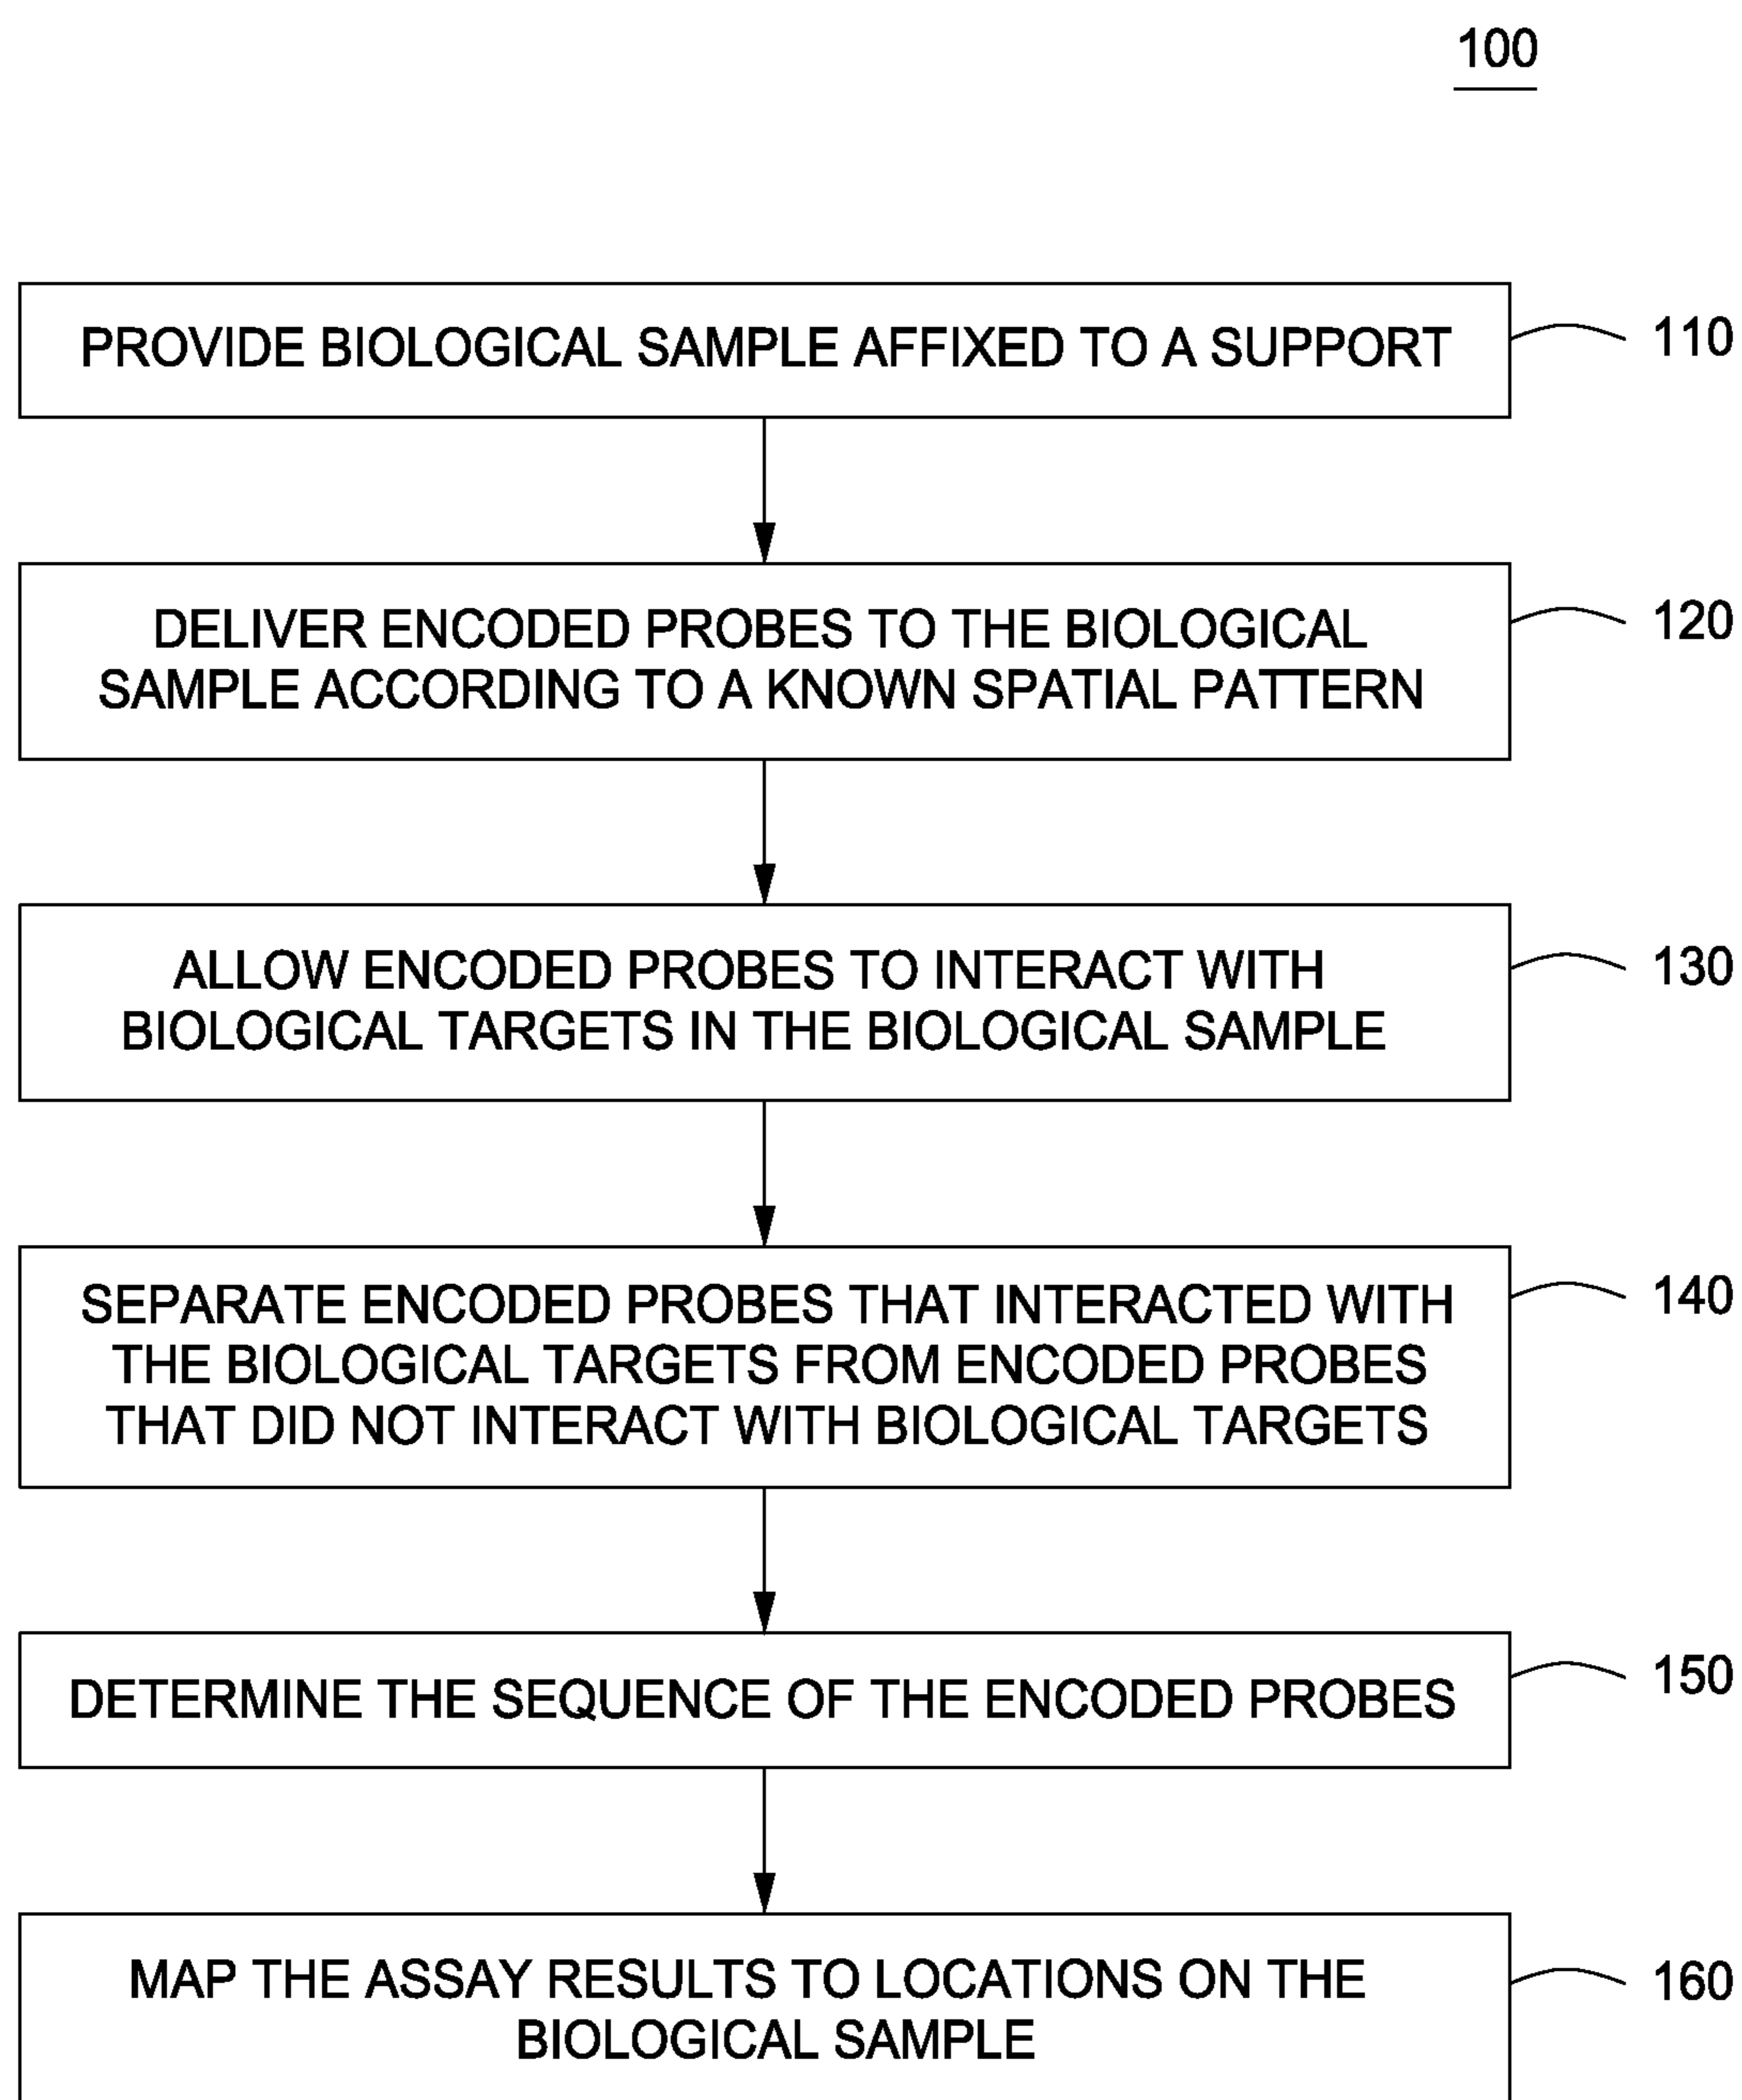 100
PROVIDE BIOLOGICAL SAMPLE AFFIXED TO A SUPPORT
110
DELIVER ENCODED PROBES TO THE BIOLOGICAL
SAMPLE ACCORDING TO A KNOWN SPATIAL PATTERN
120
ALLOW ENCODED PROBES TO INTERACT WITH
BIOLOGICAL TARGETS IN THE BIOLOGICAL SAMPLE
130
SEPARATE ENCODED PROBES THAT INTERACTED WITH
THE BIOLOGICAL TARGETS FROM ENCODED PROBES
THAT DID NOT INTERACT WITH BIOLOGICAL TARGETS
140
DETERMINE THE SEQUENCE OF THE ENCODED PROBES
150
MAP THE ASSAY RESULTS TO LOCATIONS ON THE
BIOLOGICAL SAMPLE
160